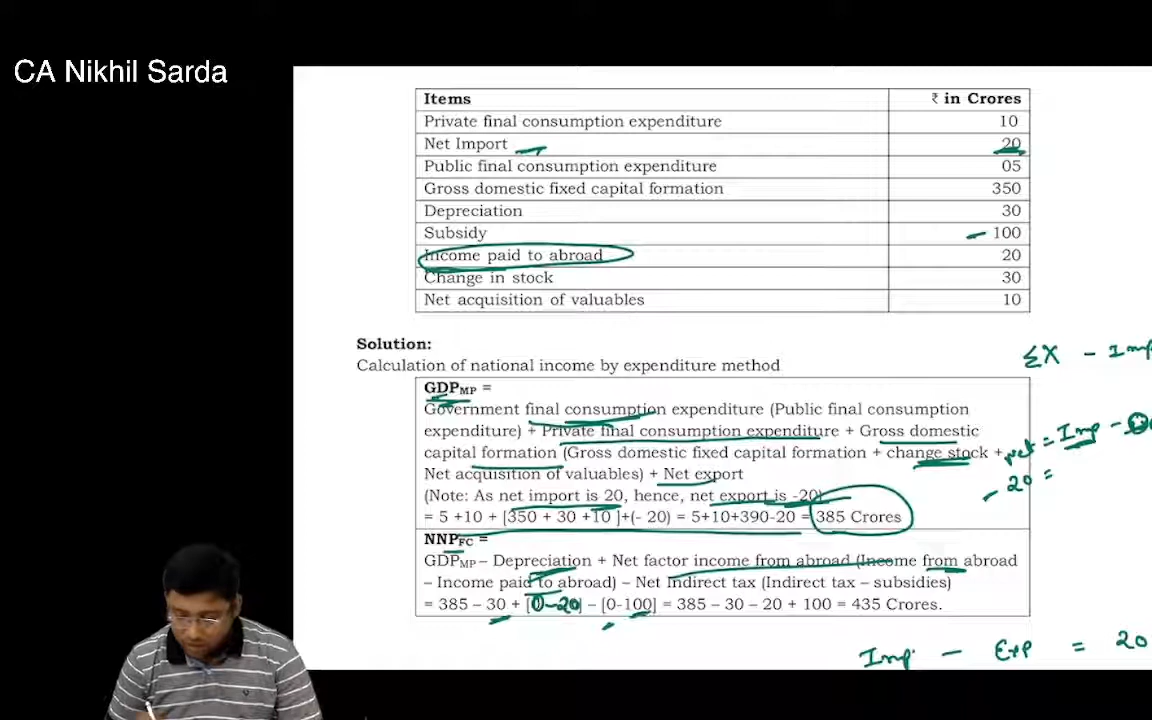 CA Nikhil Sarda
Items ₹ in Crores
Private final consumption expenditure 10
Net Import 20
Public final consumption expenditure 05
Gross domestic fixed capital formation 350
Depreciation 30
Subsidy 100
Income paid to abroad 20
Change in stock 30
Net acquisition of valuables 10
Solution:
Calculation of national income by expenditure method
GDPMP =
Government final consumption expenditure (Public final consumption
expenditure) + Private final consumption expenditure + Gross domestic
capital formation (Gross domestic fixed capital formation + change stock +
Net acquisition of valuables) + Net export
(Note: As net import is 20, hence, net export is -20)
= 5 +10 + [350 + 30 +10 ]+(- 20) = 5+10+390-20 = 385 Crores
NNPFC =
GDPMP – Depreciation + Net factor income from abroad (Income from abroad
– Income paid to abroad) – Net Indirect tax (Indirect tax – subsidies)
= 385 – 30 + [0-20] – [0-100] = 385 – 30 – 20 + 100 = 435 Crores.
ΣX - Imp
net = Imp -
20 =
Imp - Exp = 20